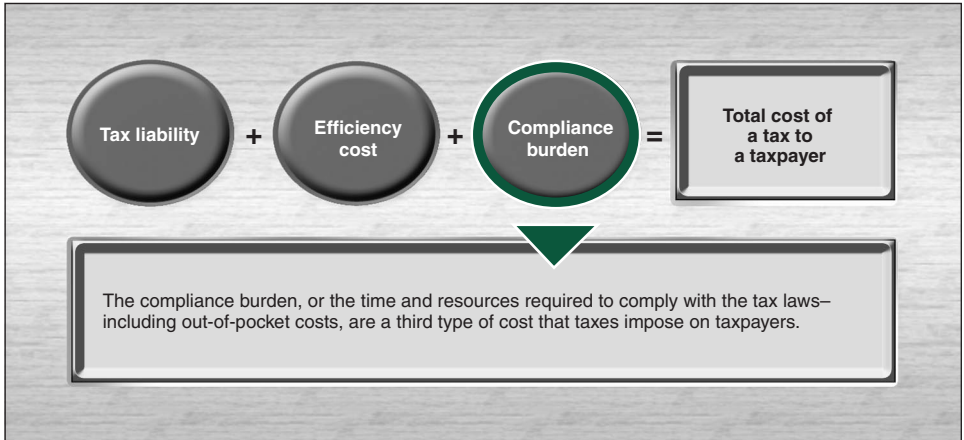 Tax liability
+
Efficiency
cost
+
Compliance
burden
=
Total cost of
a tax to
a taxpayer
The compliance burden, or the time and resources required to comply with the tax laws–
including out-of-pocket costs, are a third type of cost that taxes impose on taxpayers.